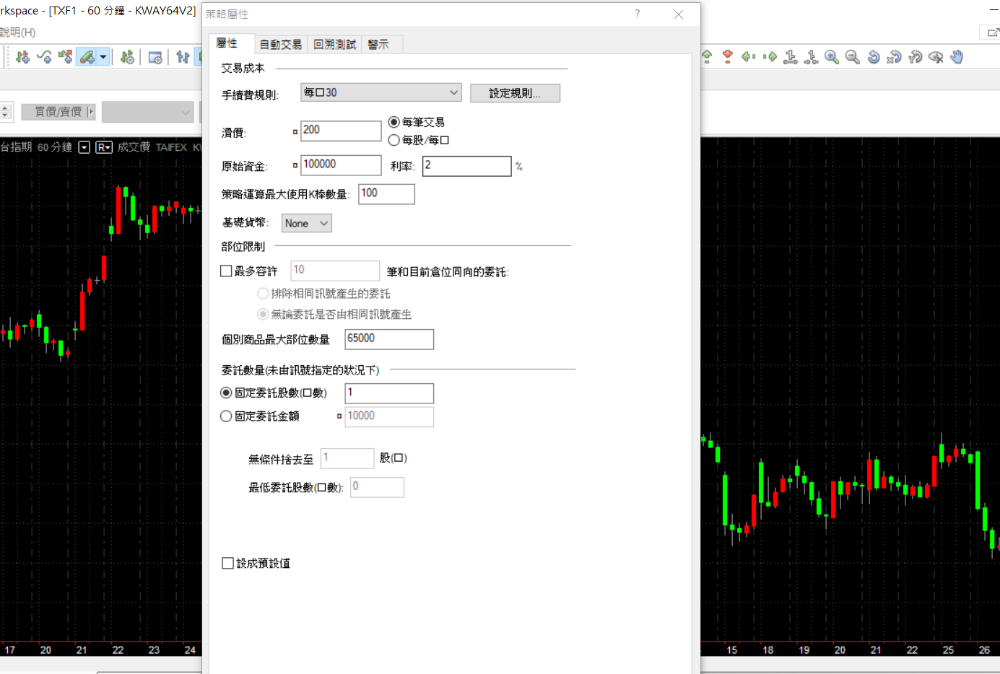 rkspace - [TXF1 - 60 分鐘 - KWAY64V2]
說明(H)
買價/賣價
台指期 60 分鐘 R 成交價 TAIFEX
策略屬性
?
屬性 自動交易 回溯測試 警示
交易成本
手續費規則: 每口30 設定規則...
滑價: ¤ 200 每筆交易
每股/每口
原始資金: ¤ 100000 利率: 2 %
策略運算最大使用K棒數量: 100
基礎貨幣: None
部位限制
最多容許 10 筆和目前倉位同向的委託:
排除相同訊號產生的委託
無論委託是否由相同訊號產生
個別商品最大部位數量 65000
委託數量(未由訊號指定的狀況下)
固定委託股數(口數) 1
固定委託金額 ¤ 10000
無條件捨去至 1 股(口)
最低委託股數(口數): 0
設成預設值
17 20 21 22 23 24
15 18 19 20 21 22 25 26